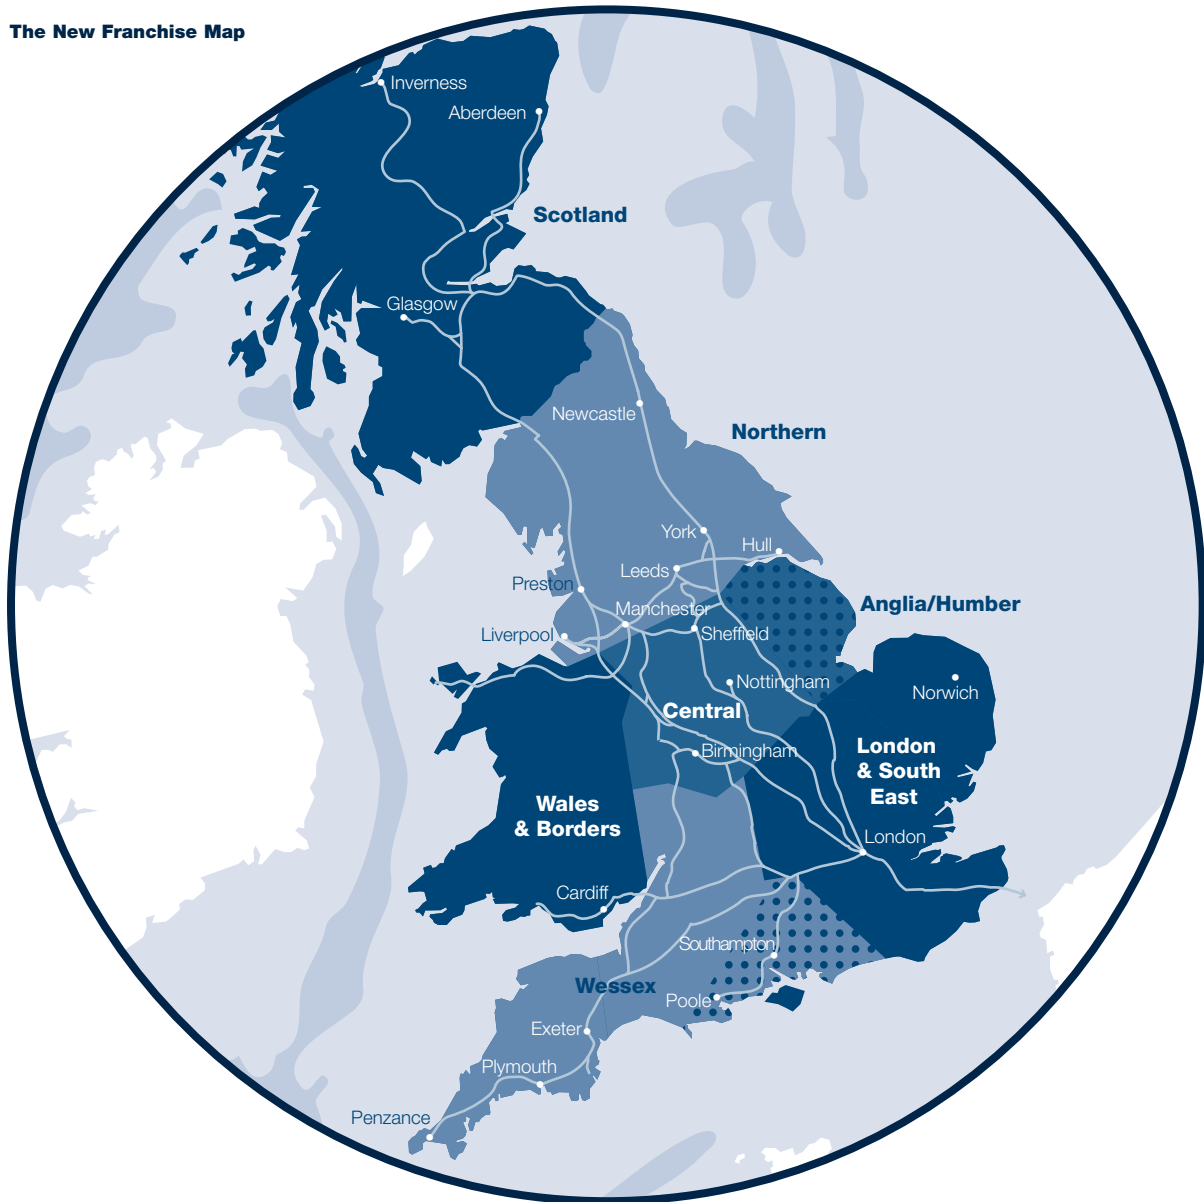 The New Franchise Map
Inverness
Aberdeen
Scotland
Glasgow
Newcastle
Northern
York
Hull
Leeds
Preston
Anglia/Humber
Manchester
Liverpool
Sheffield
Nottingham
Norwich
Central
London
& South
East
Birmingham
Wales
& Borders
London
Cardiff
Southampton
Wessex
Poole
Exeter
Plymouth
Penzance